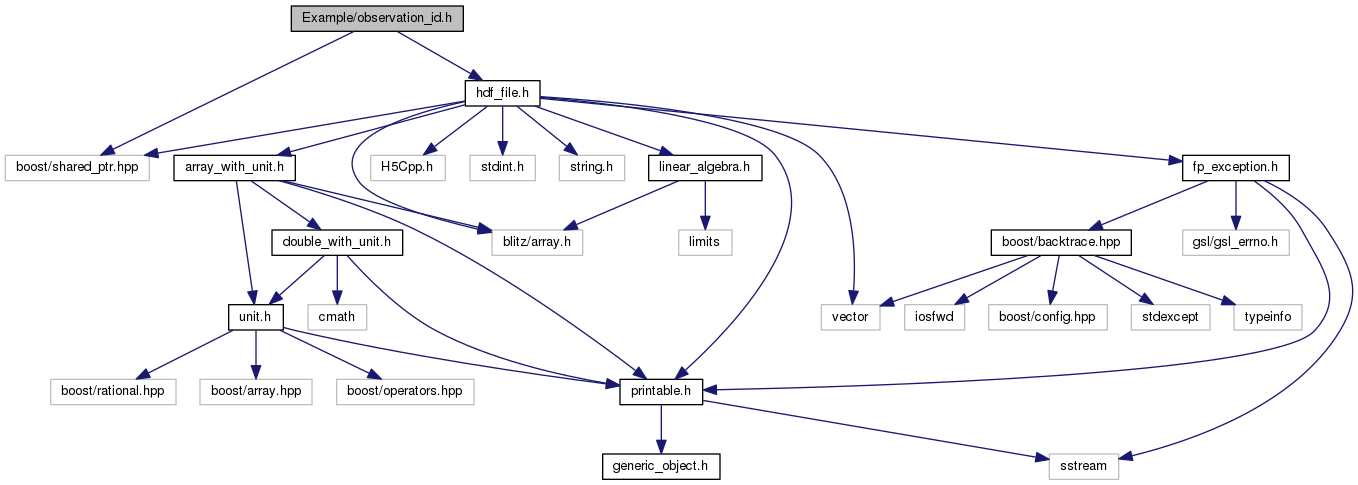 Example/observation_id.h
hdf_file.h
boost/shared_ptr.hpp
array_with_unit.h
H5Cpp.h
stdint.h
string.h
linear_algebra.h
fp_exception.h
double_with_unit.h
blitz/array.h
limits
boost/backtrace.hpp
gsl/gsl_errno.h
unit.h
cmath
vector
iosfwd
boost/config.hpp
stdexcept
typeinfo
boost/rational.hpp
boost/array.hpp
boost/operators.hpp
printable.h
generic_object.h
sstream